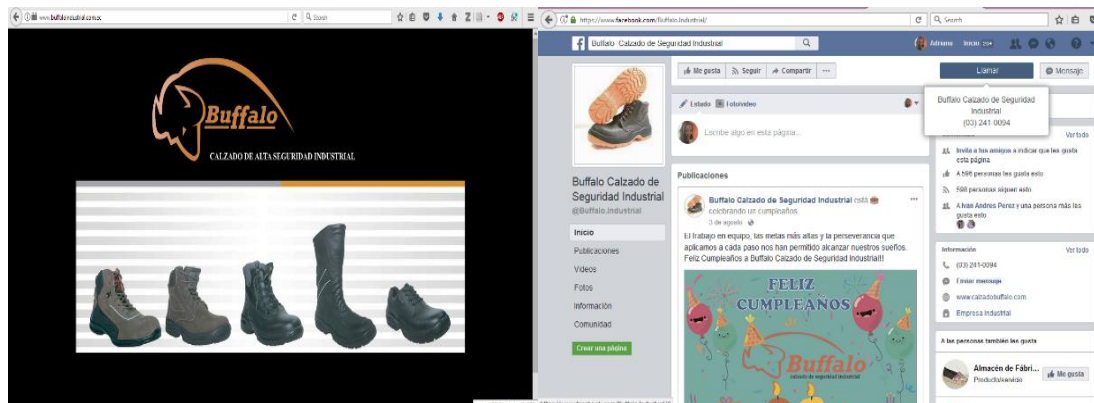 www.buffaloindustrial.com.ec
Search
Buffalo
CALZADO DE ALTA SEGURIDAD INDUSTRIAL
https://www.facebook.com/Buffalo.Industrial/
Search
Buffalo Calzado de Seguridad Industrial
Adriana Inicio 20+
Me gusta Seguir Compartir ...
Llamar
Mensaje
Buffalo Calzado de Seguridad
Industrial
(03) 241-0094
Estado Foto/video
Escribe algo en esta página...
Ver todo
Invita a tus amigos a indicar que les gusta
esta página
A 596 personas les gusta esto
598 personas siguen esto
A Ivan Andres Perez y una persona más les
gusta esto
Buffalo Calzado de
Seguridad Industrial
@Buffalo.Industrial
Inicio
Publicaciones
Videos
Fotos
Información
Comunidad
Crear una página
Publicaciones
Buffalo Calzado de Seguridad Industrial está
celebrando un cumpleaños.
3 de agosto
El trabajo en equipo, las metas más altas y la perseverancia que
aplicamos a cada paso nos han permitido alcanzar nuestros sueños.
Feliz Cumpleaños a Buffalo Calzado de Seguridad Industrial!!!
FELIZ
CUMPLEAÑOS
Buffalo
calzado de seguridad industrial
Información
Ver todo
(03) 241-0094
Enviar mensaje
www.calzadobuffalo.com
Empresa industrial
A las personas también les gusta
Almacén de Fábri...
Producto/servicio
Me gusta